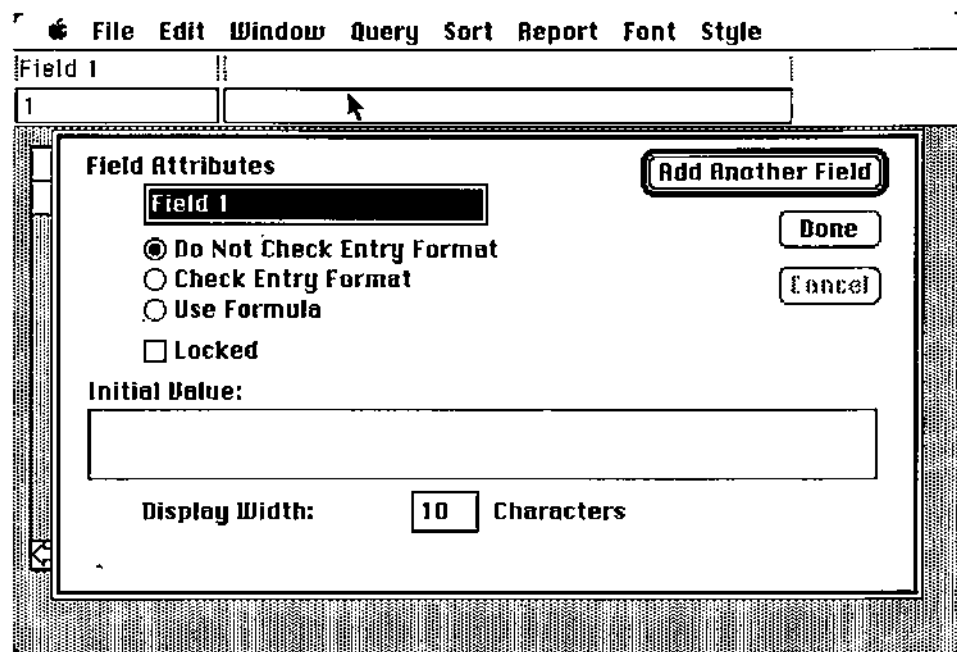 File Edit Window Query Sort Report Font Style
Field 1
1
Field Attributes
Add Another Field
Field 1
Done
Do Not Check Entry Format
Check Entry Format
Cancel
Use Formula
Locked
Initial Value:
Display Width: 10 Characters